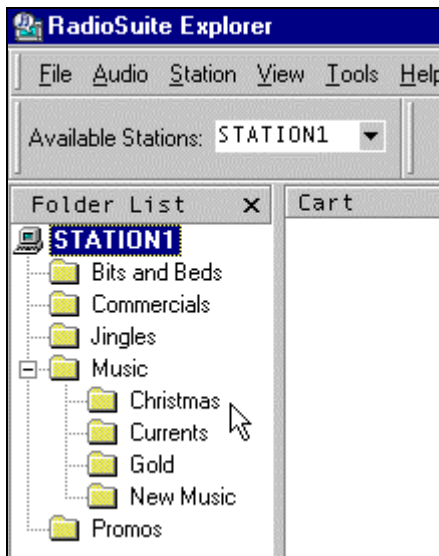 RadioSuite Explorer
File Audio Station View Tools Help
Available Stations: STATION1
Folder List x Cart
STATION1
Bits and Beds
Commercials
Jingles
Music
Christmas
Currents
Gold
New Music
Promos